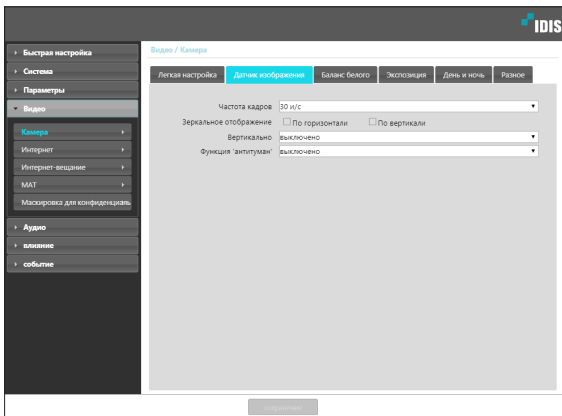 IDIS
Быстрая настройка
Система
Параметры
Видео
Камера
Интернет
Интернет-вещание
MAT
Маскировка для конфиденциаль
Аудио
влияние
событие
Видео / Камера
Легкая настройка Датчик изображения Баланс белого Экспозиция День и ночь Разное
Частота кадров 30 и/с
Зеркальное отображение По горизонтали По вертикали
Вертикально выключено
Функция 'антитуман' выключено
сохранение